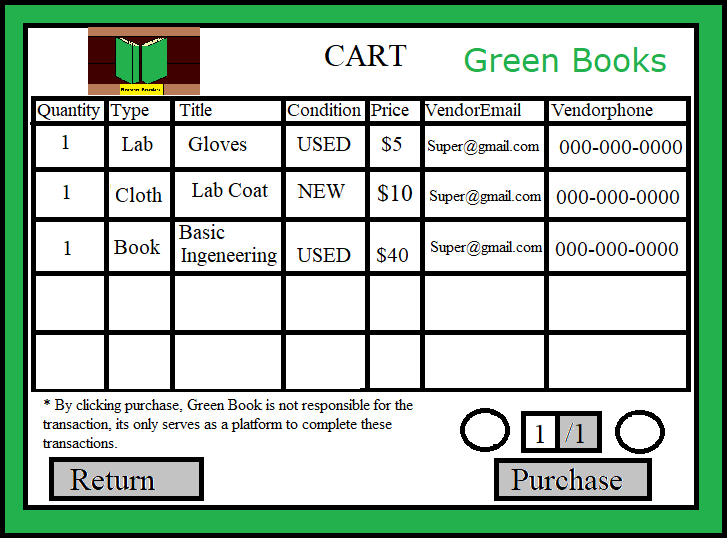 CART
Green Books
Quantity Type Title Condition Price VendorEmail Vendorphone
1 Lab Gloves USED $5 Super@gmail.com 000-000-0000
1 Cloth Lab Coat NEW $10 Super@gmail.com 000-000-0000
1 Book Basic Ingeneering USED $40 Super@gmail.com 000-000-0000
* By clicking purchase, Green Book is not responsible for the
transaction, its only serves as a platform to complete these
transactions.
1 /1
Return
Purchase